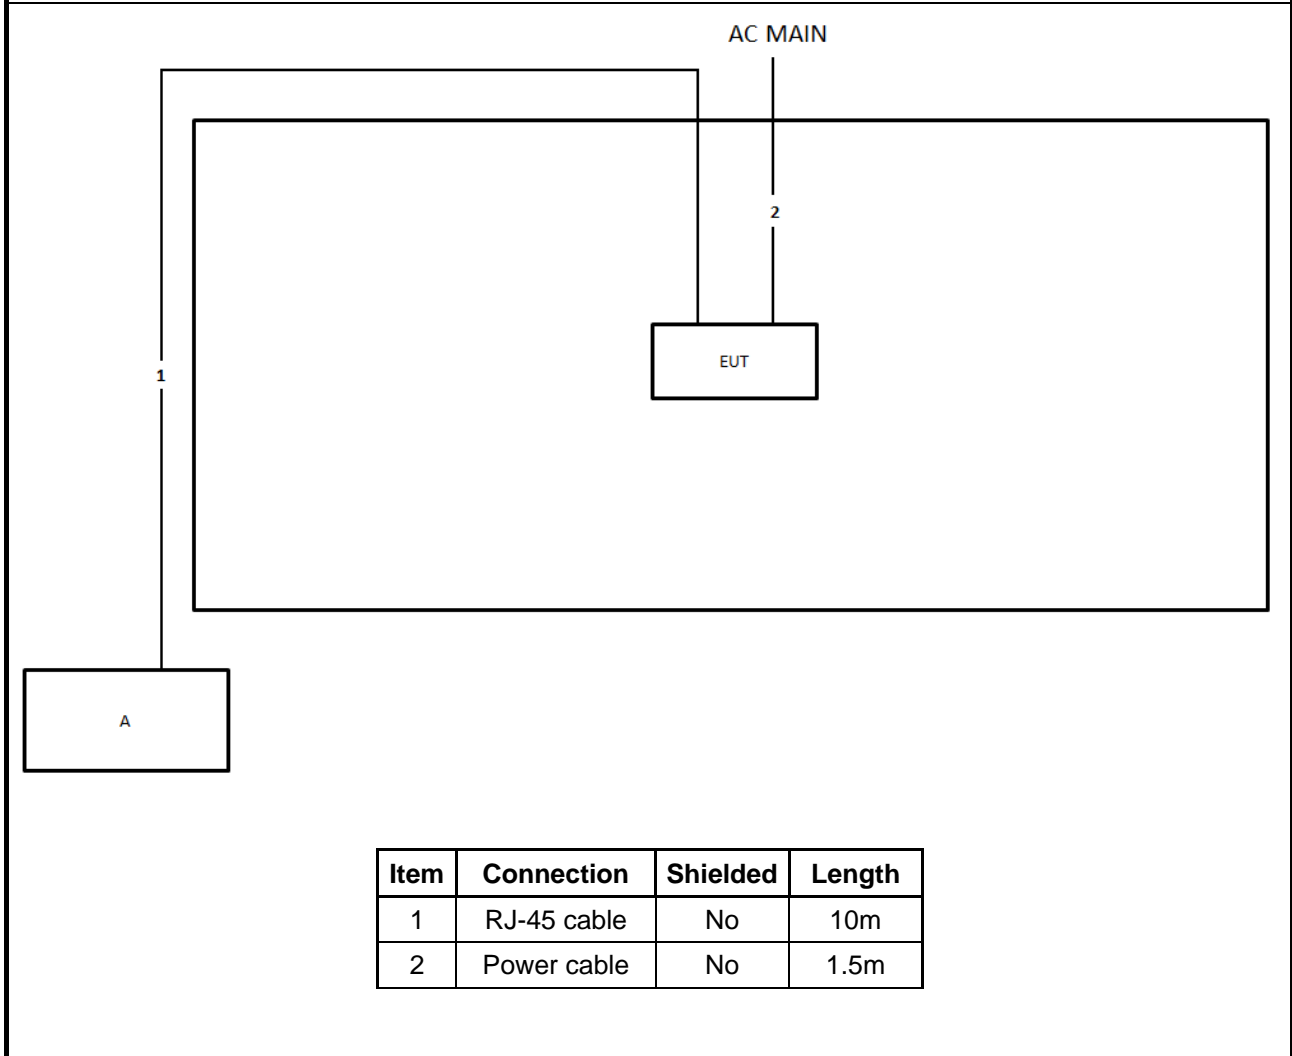 AC MAIN
2
EUT
1
A
Item Connection Shielded Length
1 RJ-45 cable No 10m
2 Power cable No 1.5m